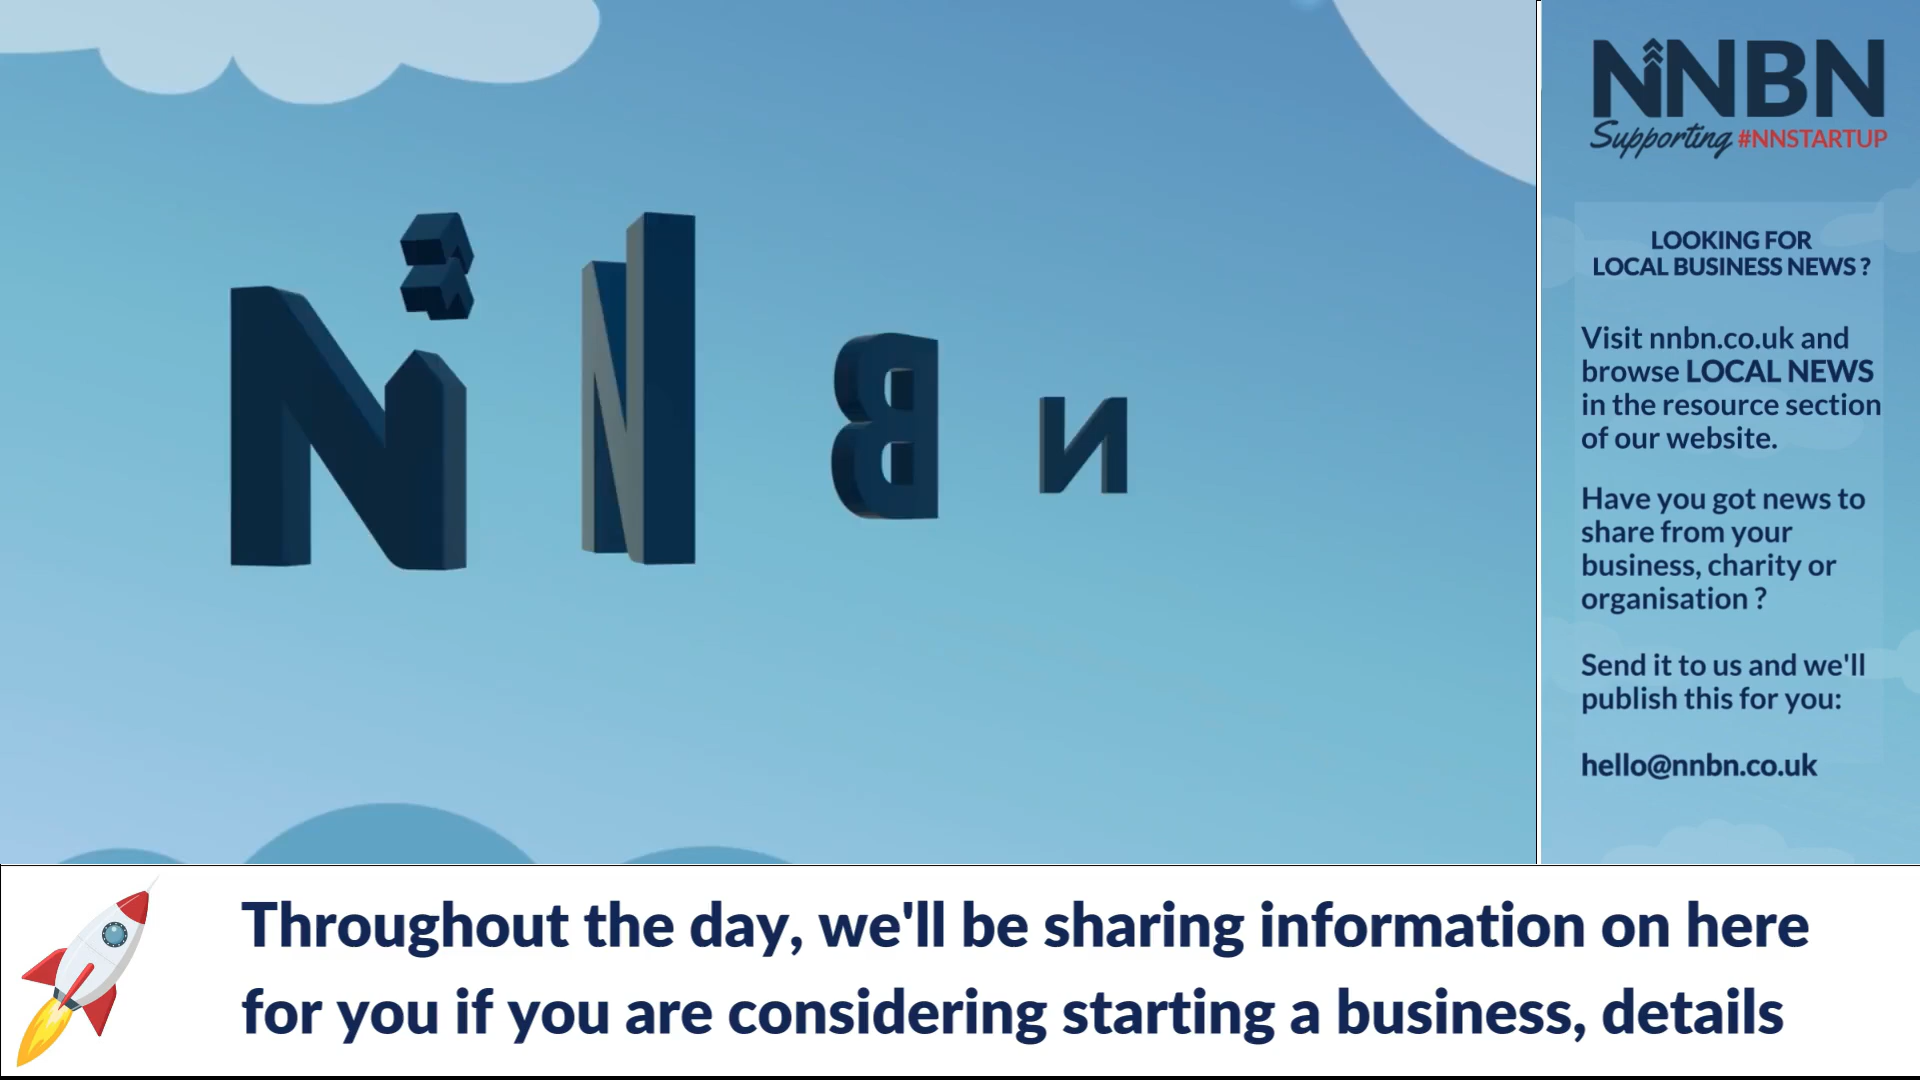 NNBN
NNBN
Supporting #NNSTARTUP
LOOKING FOR
LOCAL BUSINESS NEWS ?
Visit nnbn.co.uk and
browse LOCAL NEWS
in the resource section
of our website.
Have you got news to
share from your
business, charity or
organisation ?
Send it to us and we'll
publish this for you:
hello@nnbn.co.uk
Throughout the day, we'll be sharing information on here
for you if you are considering starting a business, details